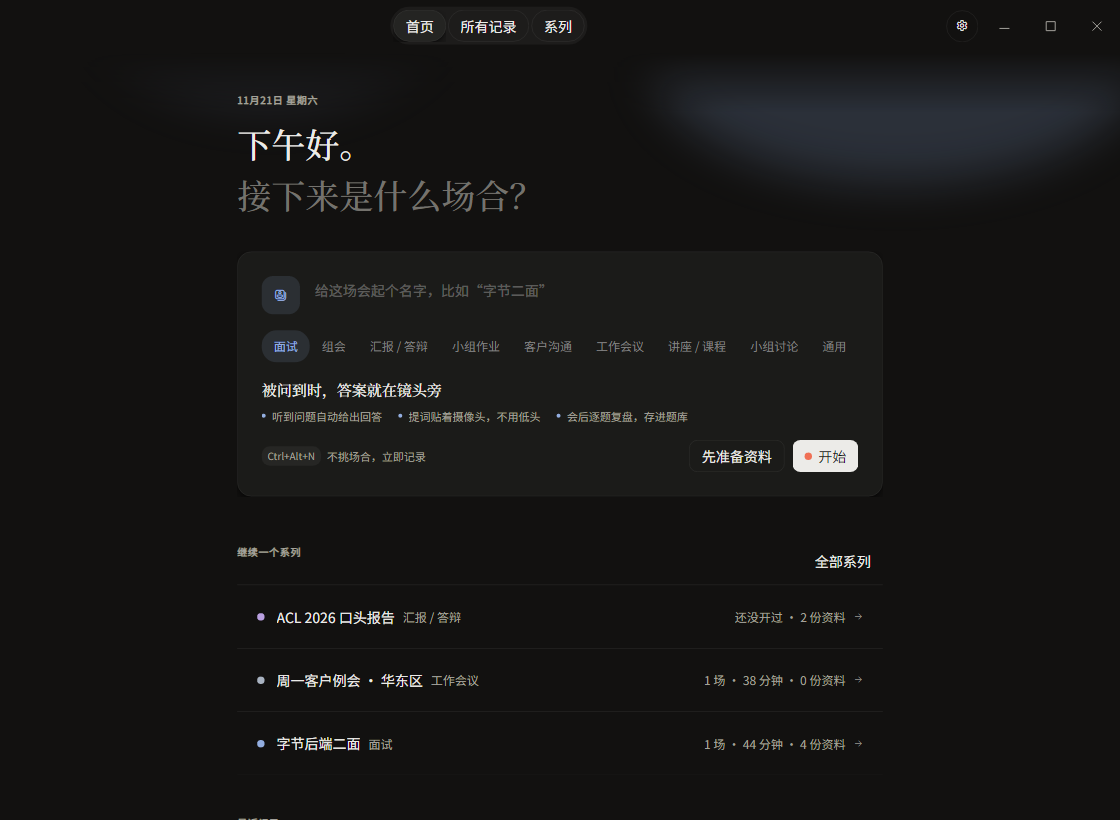 首页 所有记录 系列
11月21日 星期六
下午好。
接下来是什么场合?
给这场会起个名字，比如“字节二面”
面试 组会 汇报 / 答辩 小组作业 客户沟通 工作会议 讲座 / 课程 小组讨论 通用
被问到时，答案就在镜头旁
• 听到问题自动给出回答 • 提词贴着摄像头，不用低头 • 会后逐题复盘，存进题库
Ctrl+Alt+N 不挑场合，立即记录 先准备资料 开始
继续一个系列
全部系列
ACL 2026 口头报告 汇报 / 答辩 还没开过 • 2 份资料 →
周一客户例会 • 华东区 工作会议 1 场 • 38 分钟 • 0 份资料 →
字节后端二面 面试 1 场 • 44 分钟 • 4 份资料 →